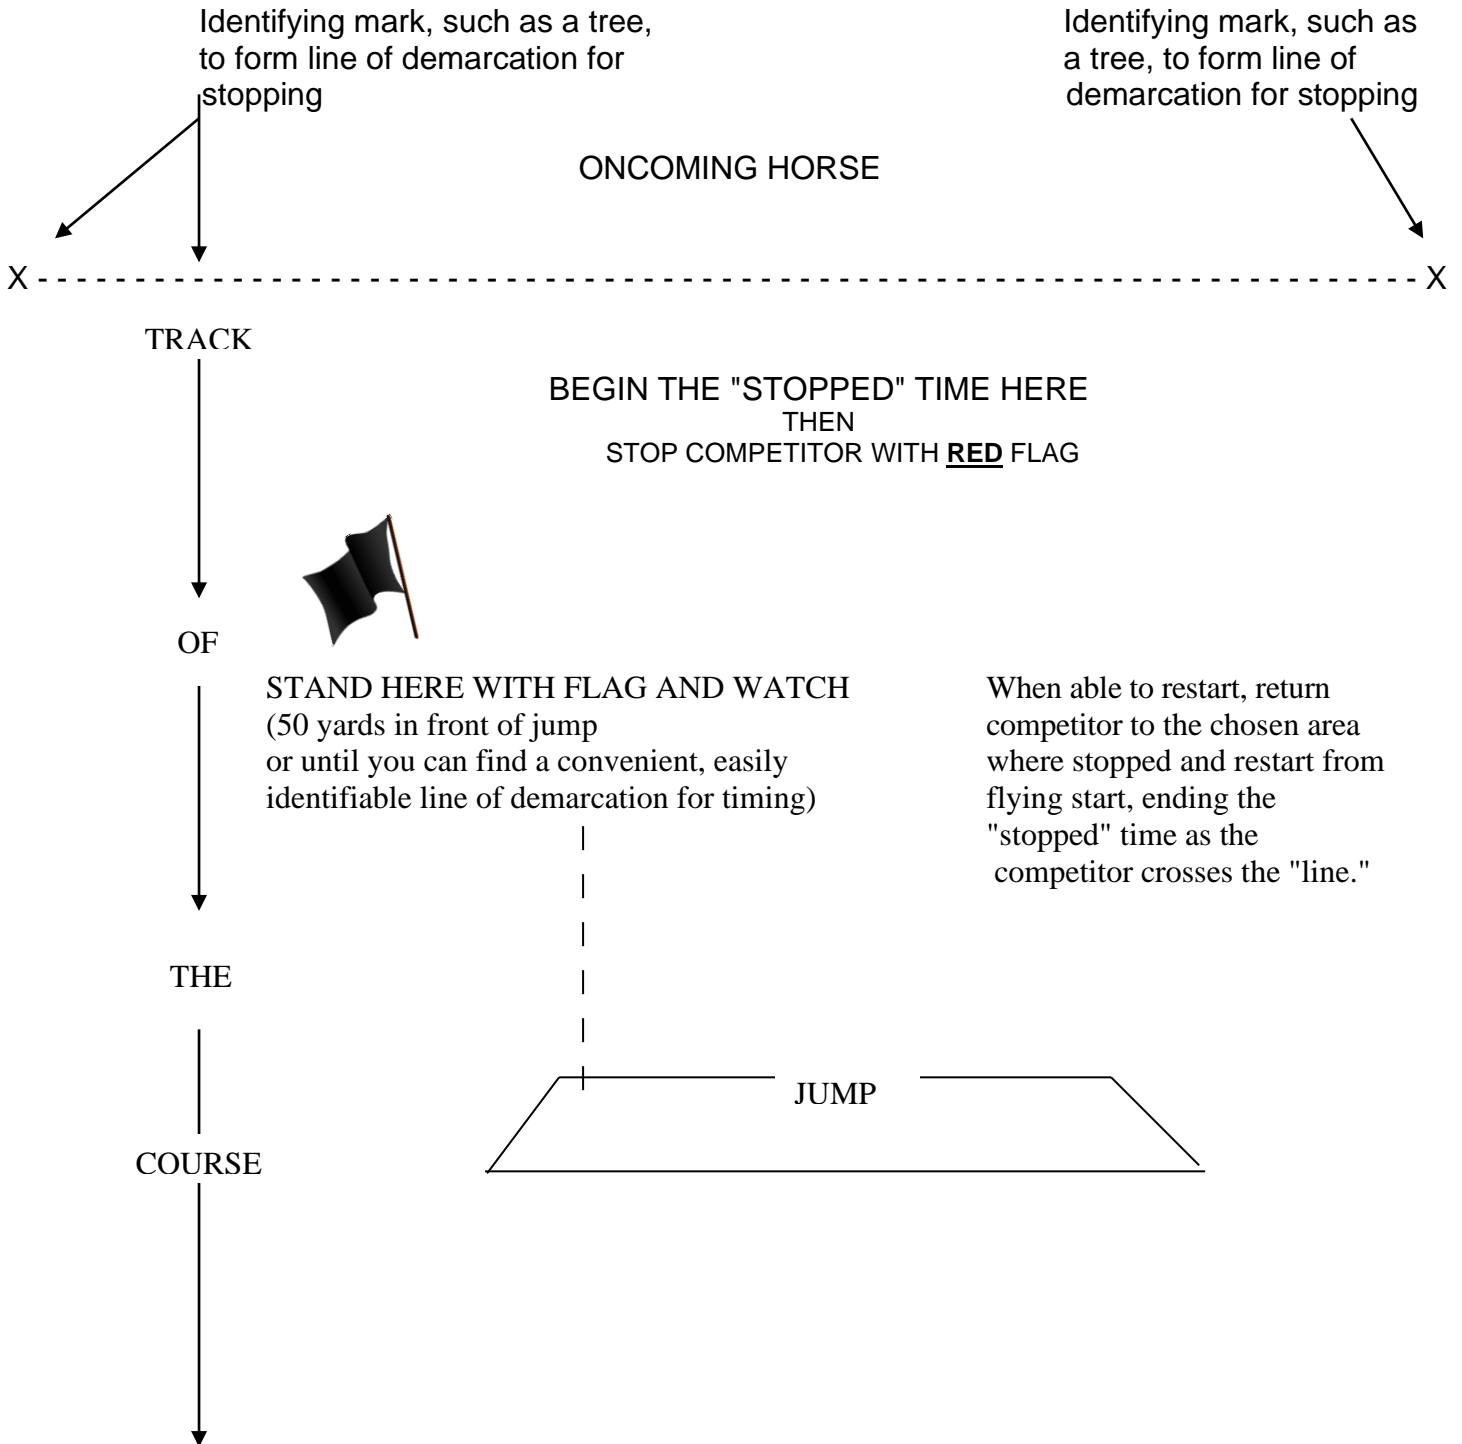 Identifying mark, such as a tree,
to form line of demarcation for
stopping
Identifying mark, such as
a tree, to form line of
demarcation for stopping
ONCOMING HORSE
X - - - - - - - - - - - - - - - - - - - - - - - - - - - - - - - - - - - - - - - - - - - - - - - - - - - - - - - - - - - - - - - - - - - - - - - X
TRACK
BEGIN THE "STOPPED" TIME HERE
THEN
STOP COMPETITOR WITH RED FLAG
OF
STAND HERE WITH FLAG AND WATCH
(50 yards in front of jump
or until you can find a convenient, easily
identifiable line of demarcation for timing)
When able to restart, return
competitor to the chosen area
where stopped and restart from
flying start, ending the
"stopped" time as the
competitor crosses the "line."
THE
JUMP
COURSE